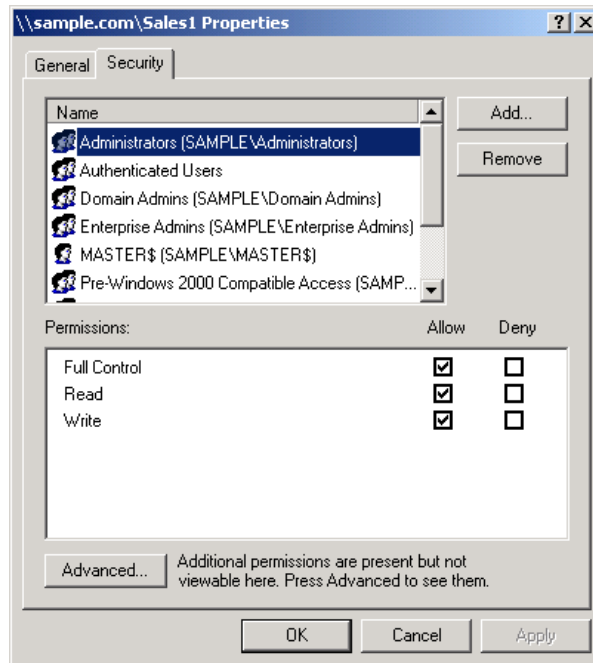 \\sample.com\Sales1 Properties
General Security
Name
Add...
Administrators (SAMPLE\Administrators)
Authenticated Users
Remove
Domain Admins (SAMPLE\Domain Admins)
Enterprise Admins (SAMPLE\Enterprise Admins)
MASTER$ (SAMPLE\MASTER$)
Pre-Windows 2000 Compatible Access (SAMP...
Permissions: Allow Deny
Full Control
Read
Write
Advanced... Additional permissions are present but not
viewable here. Press Advanced to see them.
OK Cancel Apply